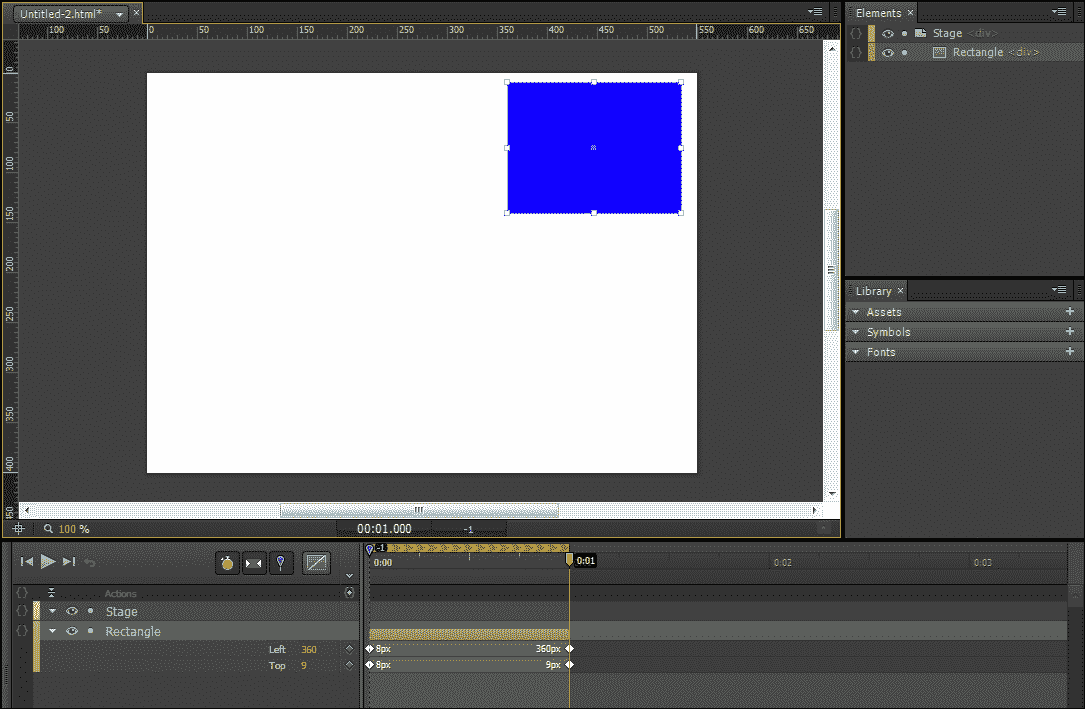 Untitled-2.html* × Elements ×
100 50 0 50 100 150 200 250 300 350 400 450 500 550 600 650
{} Stage <div>
{} Rectangle <div>
0
50
100
150
200
250
300
350
400
450
Library ×
Assets +
Symbols +
Fonts +
100 % 00:01.000 -1
-1
0:00 0:01 0:02 0:03
{} Actions
{} Stage
{} Rectangle
Left 360 8px 360px
Top 9 8px 9px